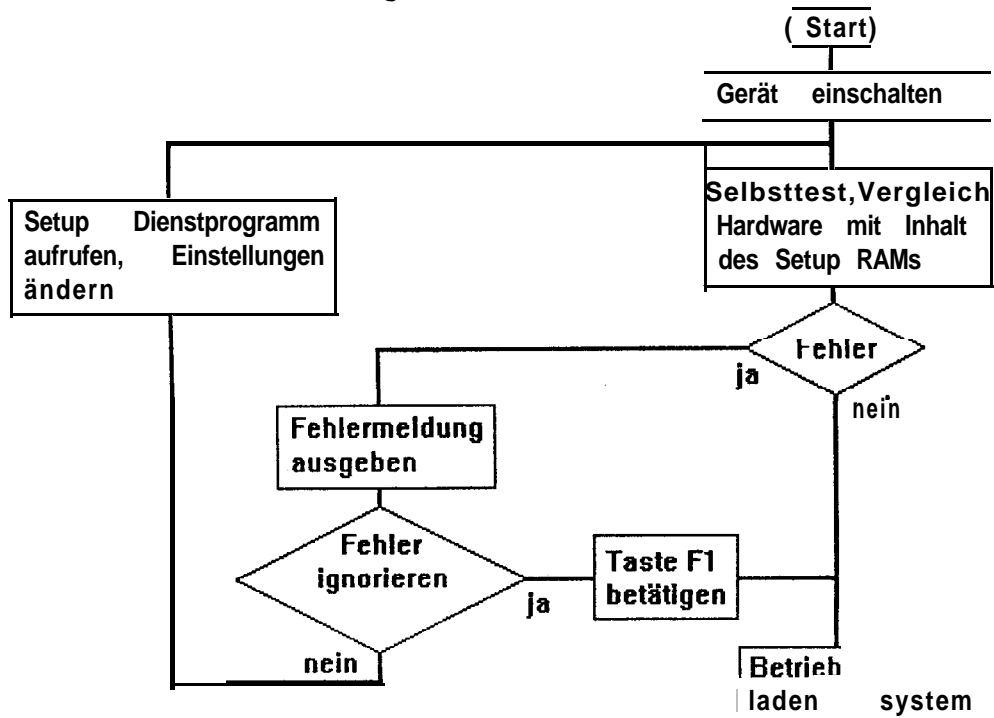 g
( Start)
Gerät einschalten
Selbsttest,Vergleich
Hardware mit Inhalt
des Setup RAMs
Setup Dienstprogramm
aufrufen, Einstellungen
ändern
Fehler
ja
nein
Fehlermeldung
ausgeben
Fehler
ignorieren
ja
nein
Taste F1
betätigen
Betrieb
laden system